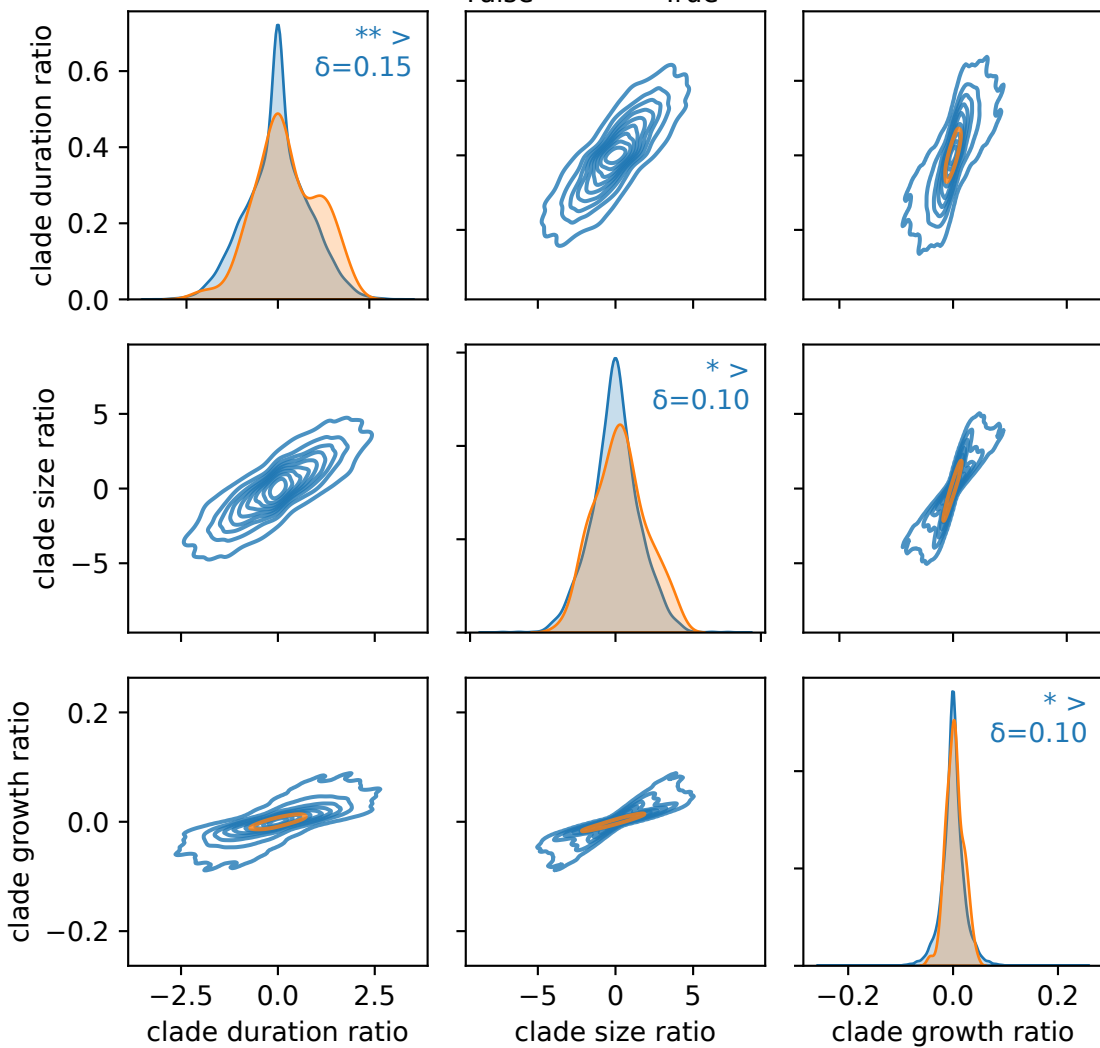 True
** >
δ=0.15
clade duration ratio
0.6
0.4
0.2
0.0
* >
δ=0.10
clade size ratio
5
0
−5
* >
δ=0.10
clade growth ratio
0.2
0.0
−0.2
−2.5 0.0 2.5 −5 0 5 −0.2 0.0 0.2
clade duration ratio clade size ratio clade growth ratio